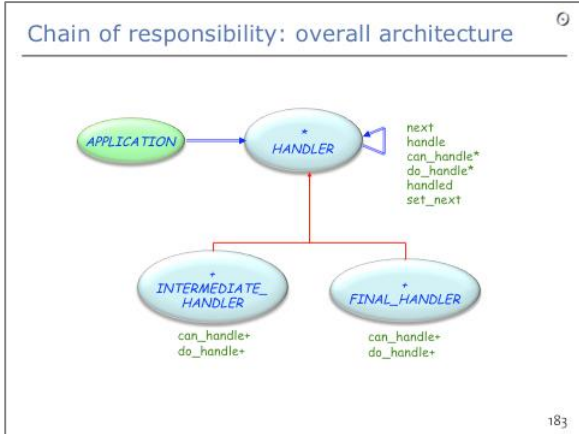 Chain of responsibility: overall architecture
APPLICATION
*
HANDLER
next
handle
can_handle*
do_handle*
handled
set_next
+
INTERMEDIATE_
HANDLER
+
FINAL_HANDLER
can_handle+
do_handle+
can_handle+
do_handle+
183